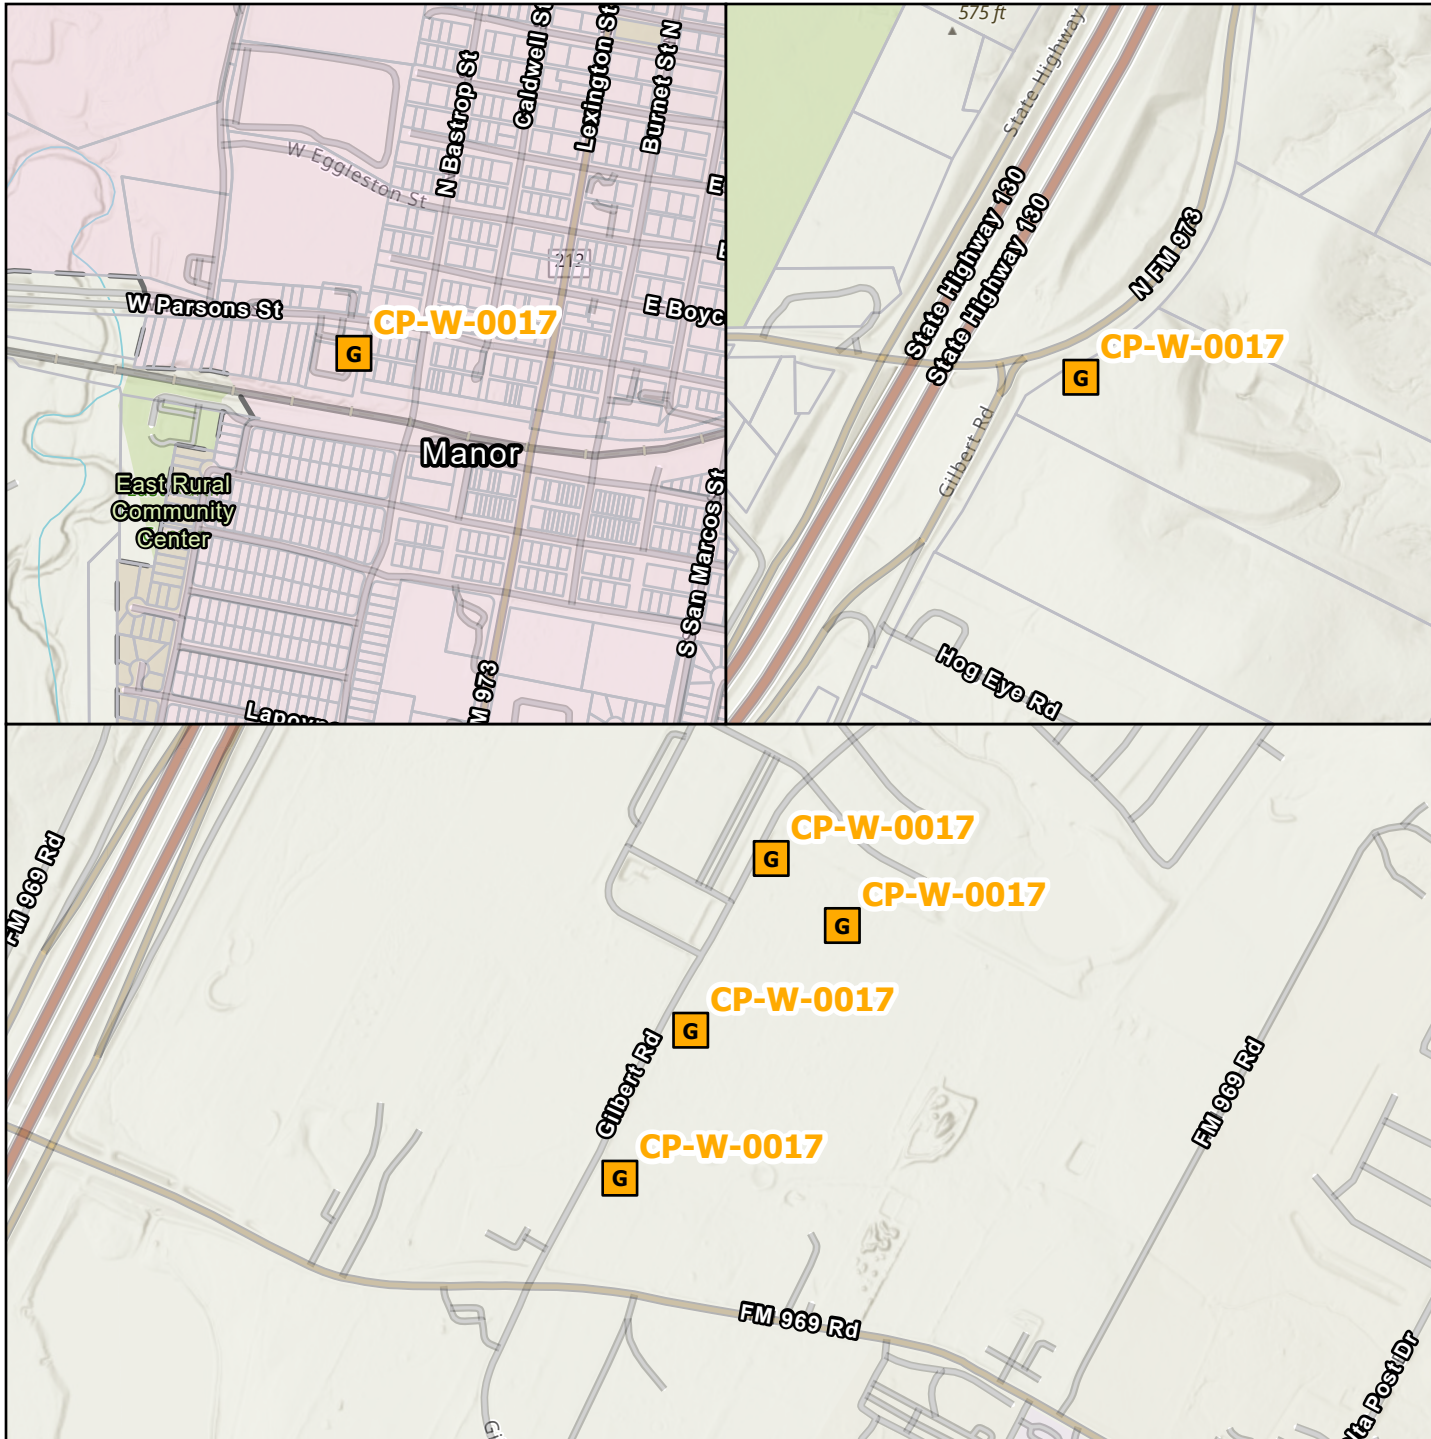 N Bastrop St
Caldwell St
Lexington St
Burnet St N
W Eggleston St
E
212
W Parsons St
CP-W-0017
G
E Boyc
Manor
East Rural
Community
Center
S San Marcos St
M 973
575 ft
State Highway
State Highway 130
State Highway 130
N FM 973
CP-W-0017
G
Gilbert Rd
Hog Eye Rd
FM 969 Rd
CP-W-0017
G
CP-W-0017
G
CP-W-0017
G
Gilbert Rd
FM 969 Rd
CP-W-0017
G
FM 969 Rd
lta Post Dr
Gi